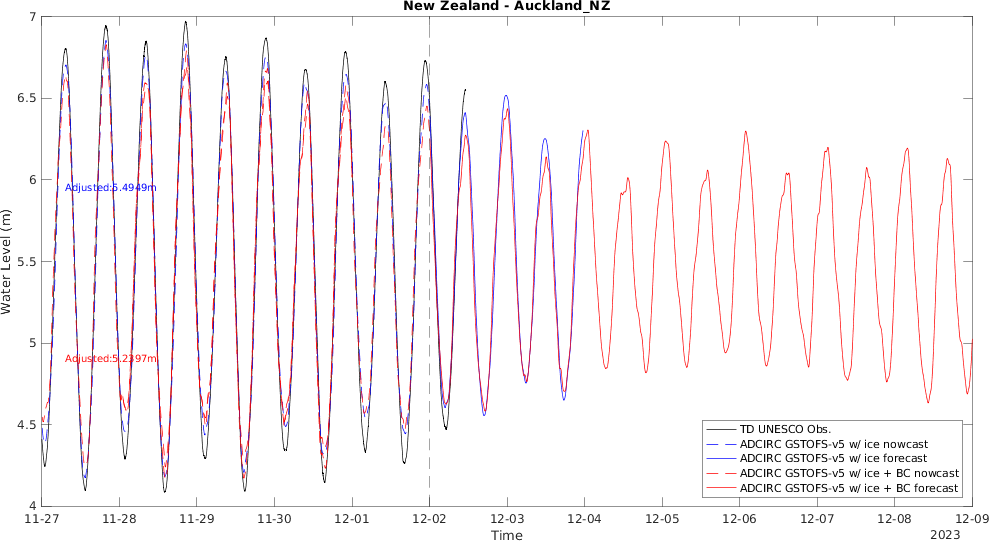 New Zealand - Auckland_NZ
7
6.5
6
5.5
5
4.5
4
Water Level (m)
Adjusted:5.4949m
Adjusted:5.2397m
TD UNESCO Obs.
ADCIRC GSTOFS-v5 w/ ice nowcast
ADCIRC GSTOFS-v5 w/ ice forecast
ADCIRC GSTOFS-v5 w/ ice + BC nowcast
ADCIRC GSTOFS-v5 w/ ice + BC forecast
11-27 11-28 11-29 11-30 12-01 12-02 12-03 12-04 12-05 12-06 12-07 12-08 12-09
Time
2023